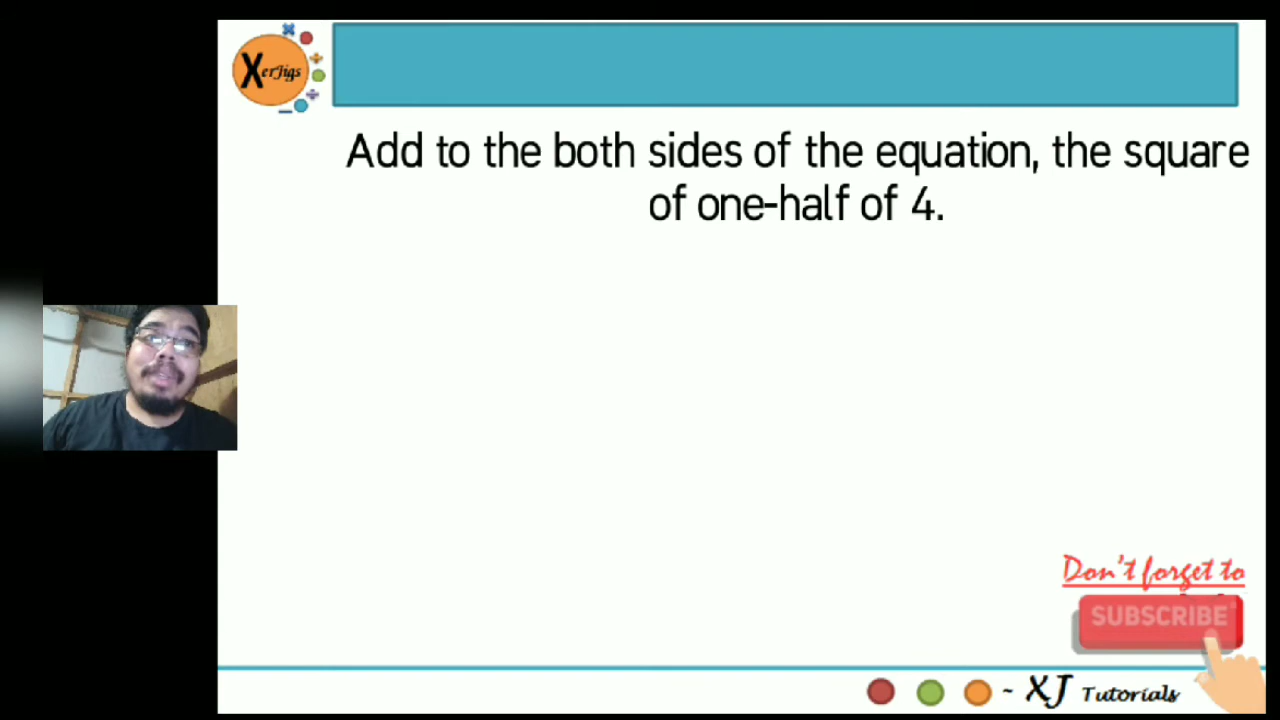 XerJigs
Add to the both sides of the equation, the square
of one-half of 4.
Don't forget to
SUBSCRIBE
~ XJ Tutorials